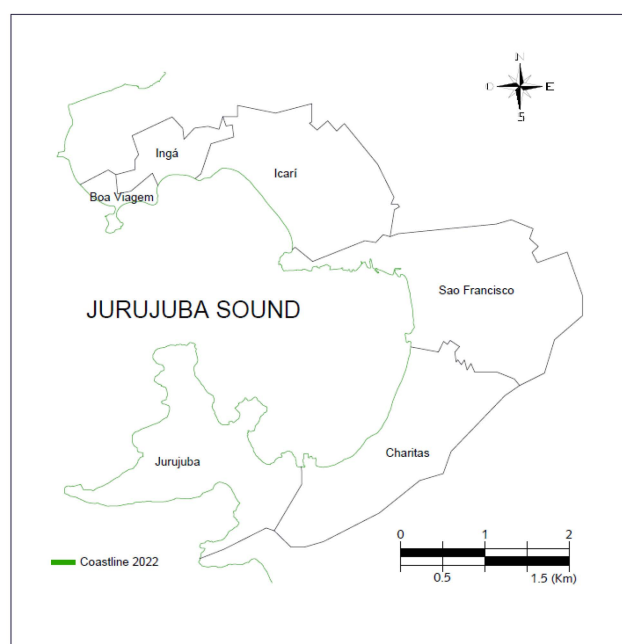 N
O E
S
Ingá
Icarí
Boa Viagem
Sao Francisco
JURUJUBA SOUND
Charitas
Jurujuba
0 1 2
Coastline 2022
0.5 1.5 (Km)